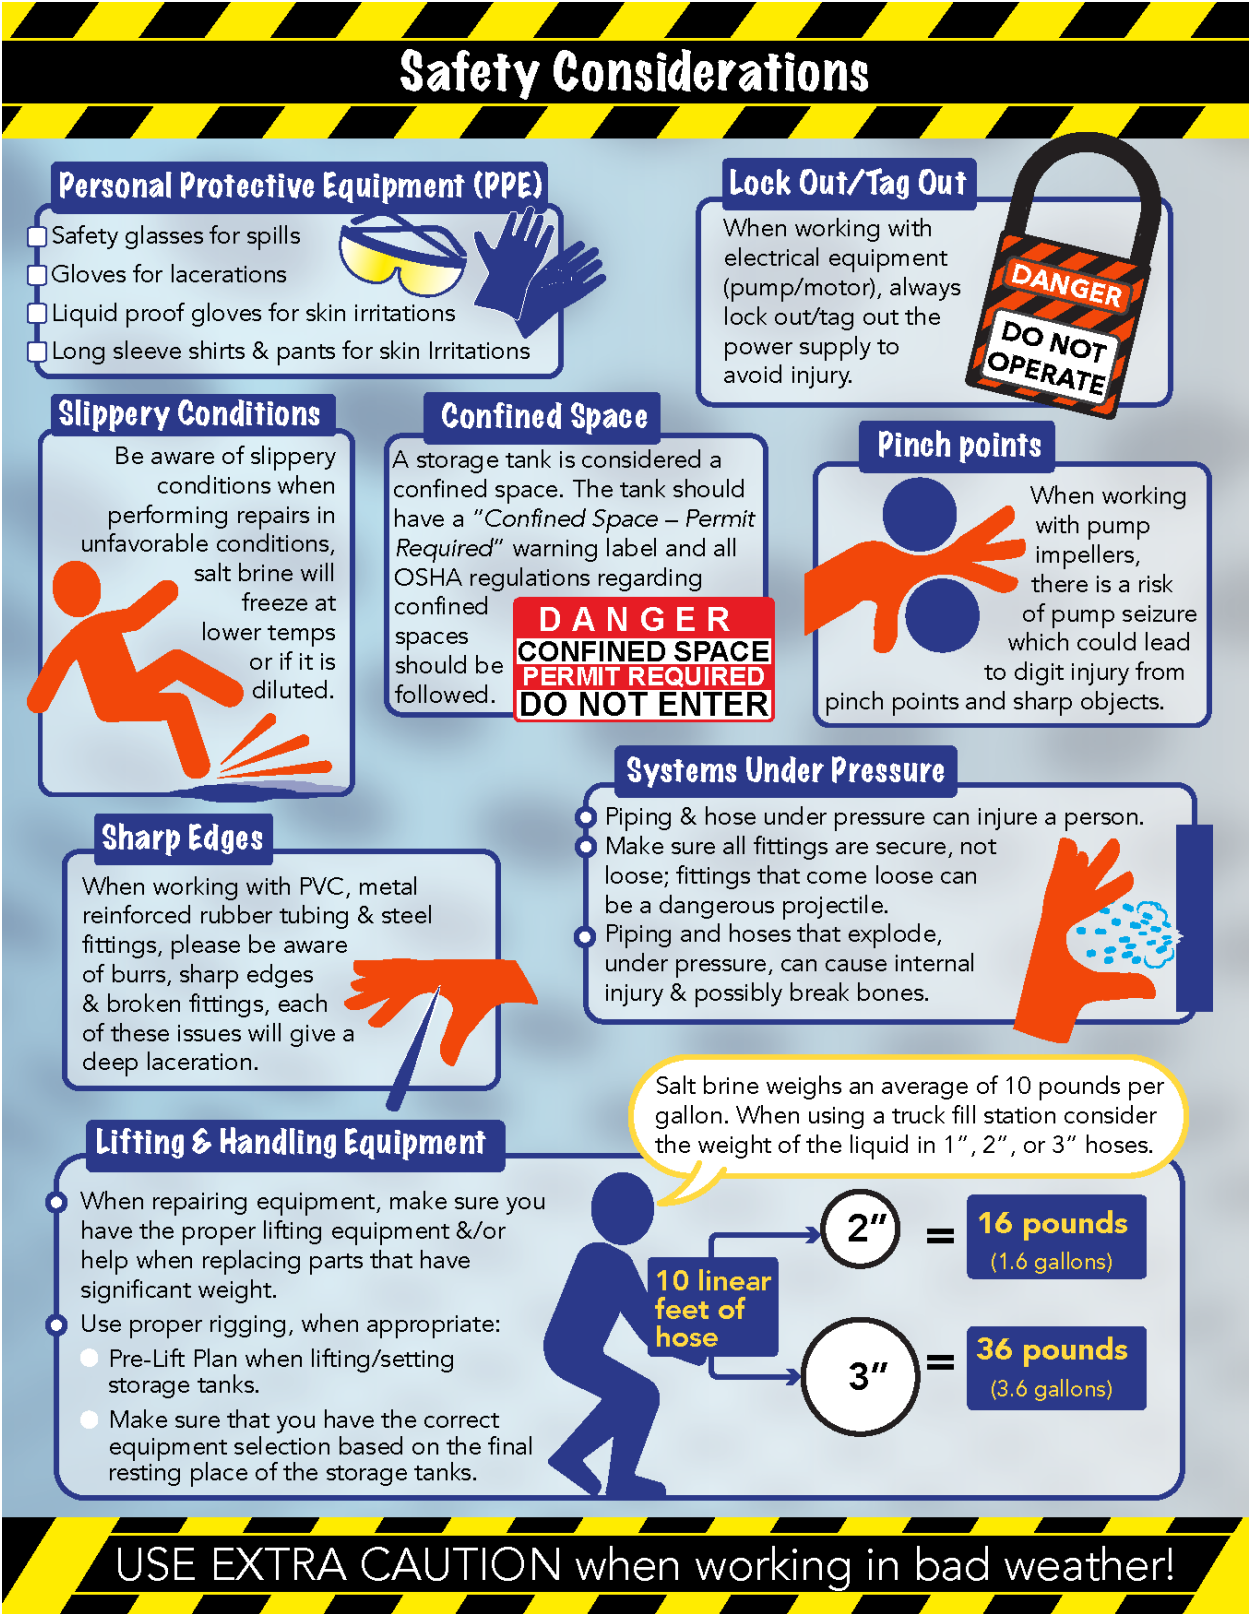 Safety Considerations
Personal Protective Equipment (PPE)
Safety glasses for spills
Gloves for lacerations
Liquid proof gloves for skin irritations
Long sleeve shirts & pants for skin Irritations
Lock Out/Tag Out
When working with
electrical equipment
(pump/motor), always
lock out/tag out the
power supply to
avoid injury.
DANGER
DO NOT
OPERATE
Slippery Conditions
Be aware of slippery
conditions when
performing repairs in
unfavorable conditions,
salt brine will
freeze at
lower temps
or if it is
diluted.
Confined Space
A storage tank is considered a
confined space. The tank should
have a "Confined Space – Permit
Required" warning label and all
OSHA regulations regarding
confined
spaces
should be
followed.
DANGER
CONFINED SPACE
PERMIT REQUIRED
DO NOT ENTER
Pinch points
When working
with pump
impellers,
there is a risk
of pump seizure
which could lead
to digit injury from
pinch points and sharp objects.
Systems Under Pressure
Piping & hose under pressure can injure a person.
Make sure all fittings are secure, not
loose; fittings that come loose can
be a dangerous projectile.
Piping and hoses that explode,
under pressure, can cause internal
injury & possibly break bones.
Sharp Edges
When working with PVC, metal
reinforced rubber tubing & steel
fittings, please be aware
of burrs, sharp edges
& broken fittings, each
of these issues will give a
deep laceration.
Salt brine weighs an average of 10 pounds per
gallon. When using a truck fill station consider
the weight of the liquid in 1", 2", or 3" hoses.
Lifting & Handling Equipment
When repairing equipment, make sure you
have the proper lifting equipment &/or
help when replacing parts that have
significant weight.
Use proper rigging, when appropriate:
Pre-Lift Plan when lifting/setting
storage tanks.
Make sure that you have the correct
equipment selection based on the final
resting place of the storage tanks.
10 linear
feet of
hose
2" = 16 pounds
(1.6 gallons)
3" = 36 pounds
(3.6 gallons)
USE EXTRA CAUTION when working in bad weather!